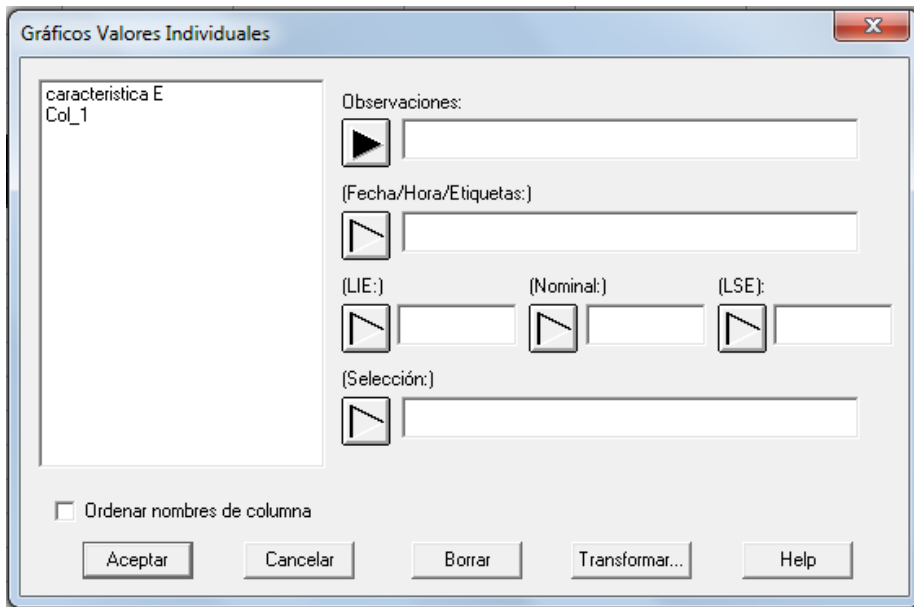 Gráficos Valores Individuales
caracteristica E
Col_1
Observaciones:
(Fecha/Hora/Etiquetas:)
(LIE:)
(Nominal:)
(LSE):
(Selección:)
Ordenar nombres de columna
Aceptar
Cancelar
Borrar
Transformar...
Help